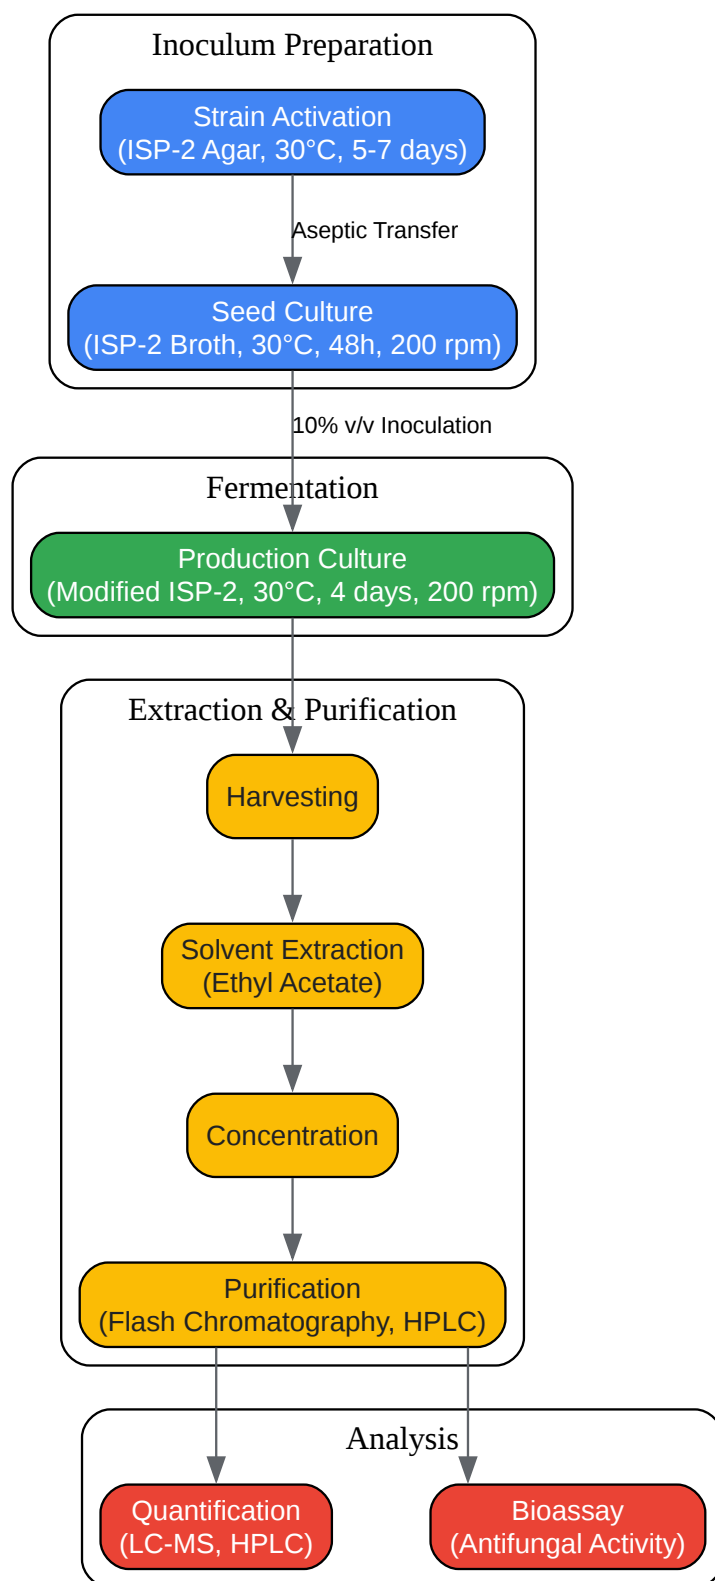 Inoculum Preparation
Strain Activation
(ISP-2 Agar, 30°C, 5-7 days)
Aseptic Transfer
Seed Culture
(ISP-2 Broth, 30°C, 48h, 200 rpm)
10% v/v Inoculation
Fermentation
Production Culture
(Modified ISP-2, 30°C, 4 days, 200 rpm)
Extraction & Purification
Harvesting
Solvent Extraction
(Ethyl Acetate)
Concentration
Purification
(Flash Chromatography, HPLC)
Analysis
Quantification
(LC-MS, HPLC)
Bioassay
(Antifungal Activity)